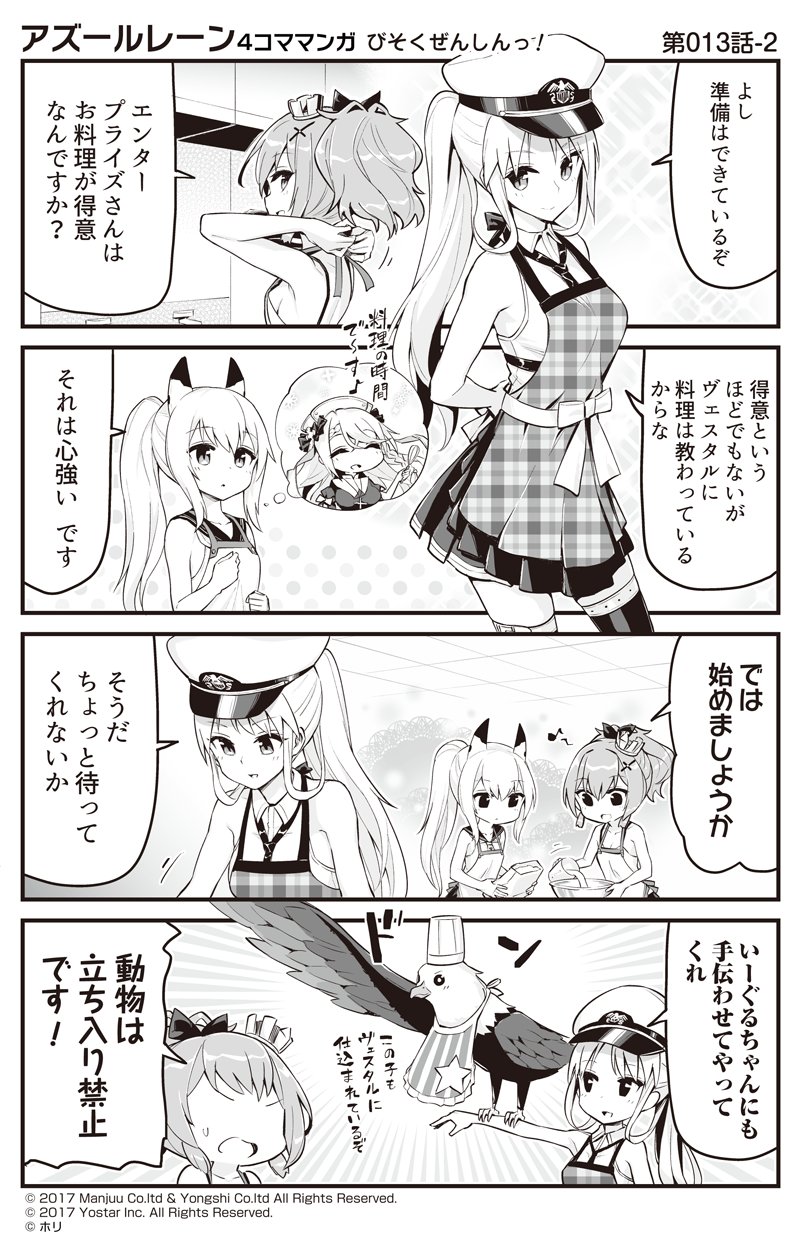 アズールレーン4コママンガ びそくぜんしんっ！
第013話-2
よし
準備はできているぞ
エンター
プライズさんは
お料理が得意
なんですか？
得意という
ほどでもないが
ヴェスタルに
料理は教わっている
からな
料理の時間
で〜す♪
それは心強い です
では
始めましょうか
そうだ
ちょっと待って
くれないか
いーぐるちゃんにも
手伝わせてやって
くれ
ドン
この子も
ヴェスタルに
仕込まれているぞ
動物は
立ち入り禁止
です！
© 2017 Manjuu Co.ltd & Yongshi Co.ltd All Rights Reserved.
© 2017 Yostar Inc. All Rights Reserved.
© ホリ